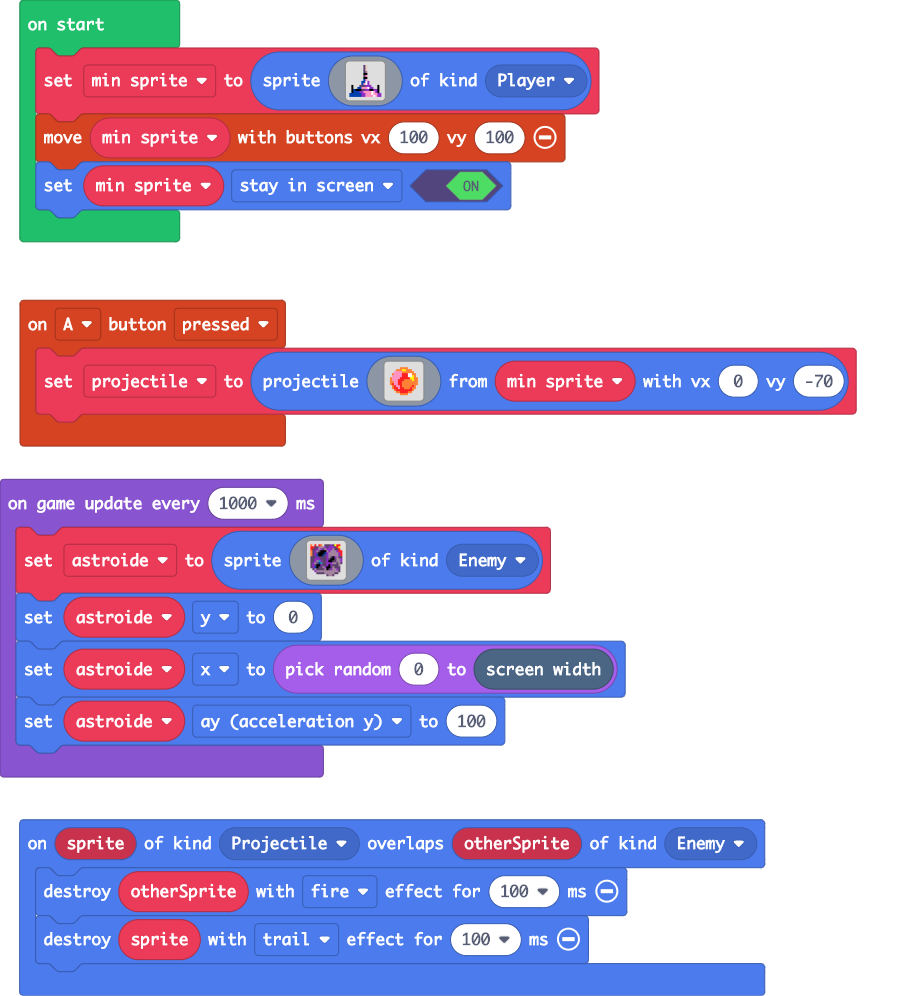 on start
set min sprite to sprite of kind Player
move min sprite with buttons vx 100 vy 100
set min sprite stay in screen ON
on A button pressed
set projectile to projectile from min sprite with vx 0 vy -70
on game update every 1000 ms
set astroide to sprite of kind Enemy
set astroide y to 0
set astroide x to pick random 0 to screen width
set astroide ay (acceleration y) to 100
on sprite of kind Projectile overlaps otherSprite of kind Enemy
destroy otherSprite with fire effect for 100 ms
destroy sprite with trail effect for 100 ms